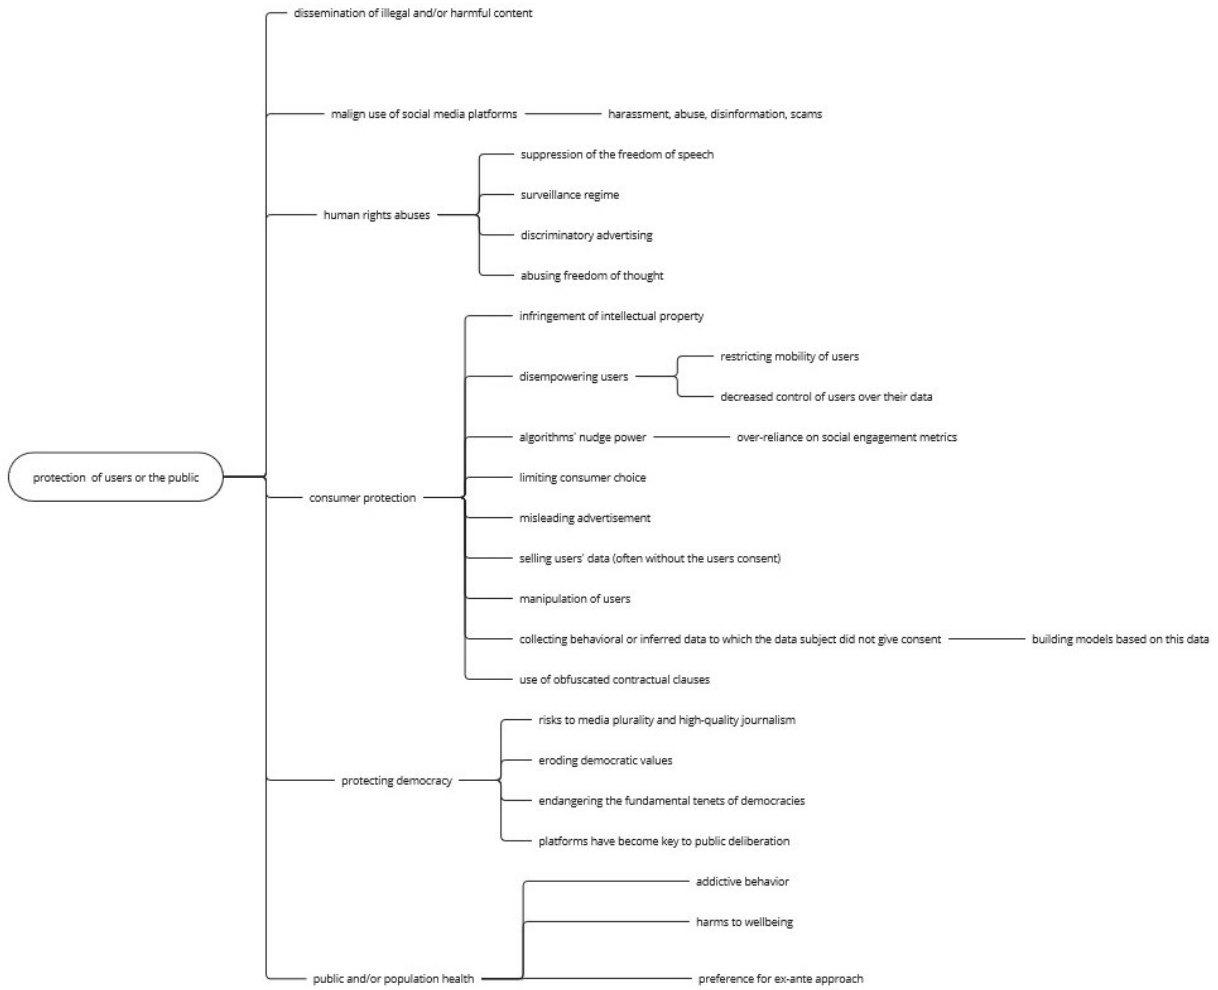 dissemination of illegal and/or harmful content
malign use of social media platforms
harassment, abuse, disinformation, scams
suppression of the freedom of speech
surveillance regime
human rights abuses
discriminatory advertising
abusing freedom of thought
infringement of intellectual property
restricting mobility of users
disempowering users
decreased control of users over their data
algorithms' nudge power
over-reliance on social engagement metrics
protection of users or the public
limiting consumer choice
consumer protection
misleading advertisement
selling users' data (often without the users consent)
manipulation of users
collecting behavioral or inferred data to which the data subject did not give consent
building models based on this data
use of obfuscated contractual clauses
risks to media plurality and high-quality journalism
eroding democratic values
protecting democracy
endangering the fundamental tenets of democracies
platforms have become key to public deliberation
addictive behavior
harms to wellbeing
public and/or population health
preference for ex-ante approach